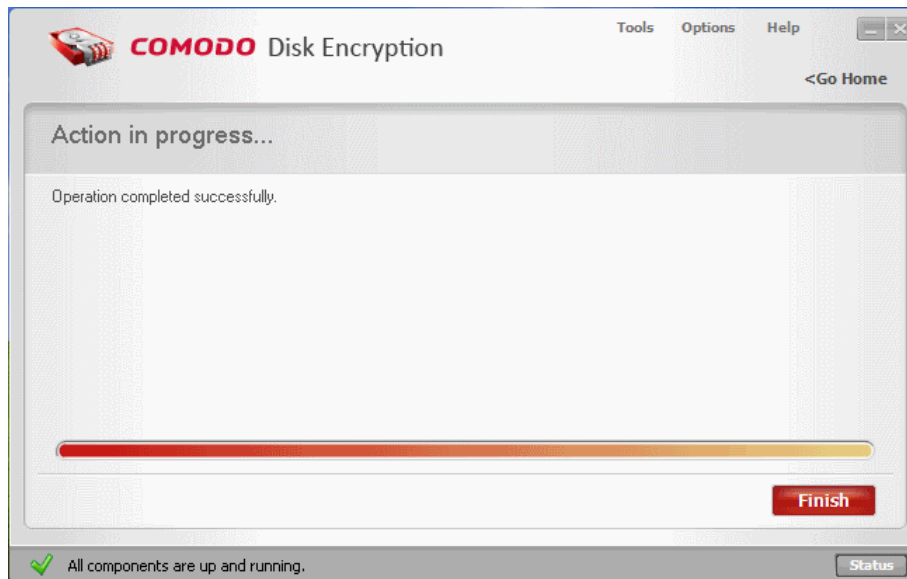 COMODO Disk Encryption
Tools Options Help
<Go Home
Action in progress...
Operation completed successfully.
Finish
All components are up and running.
Status